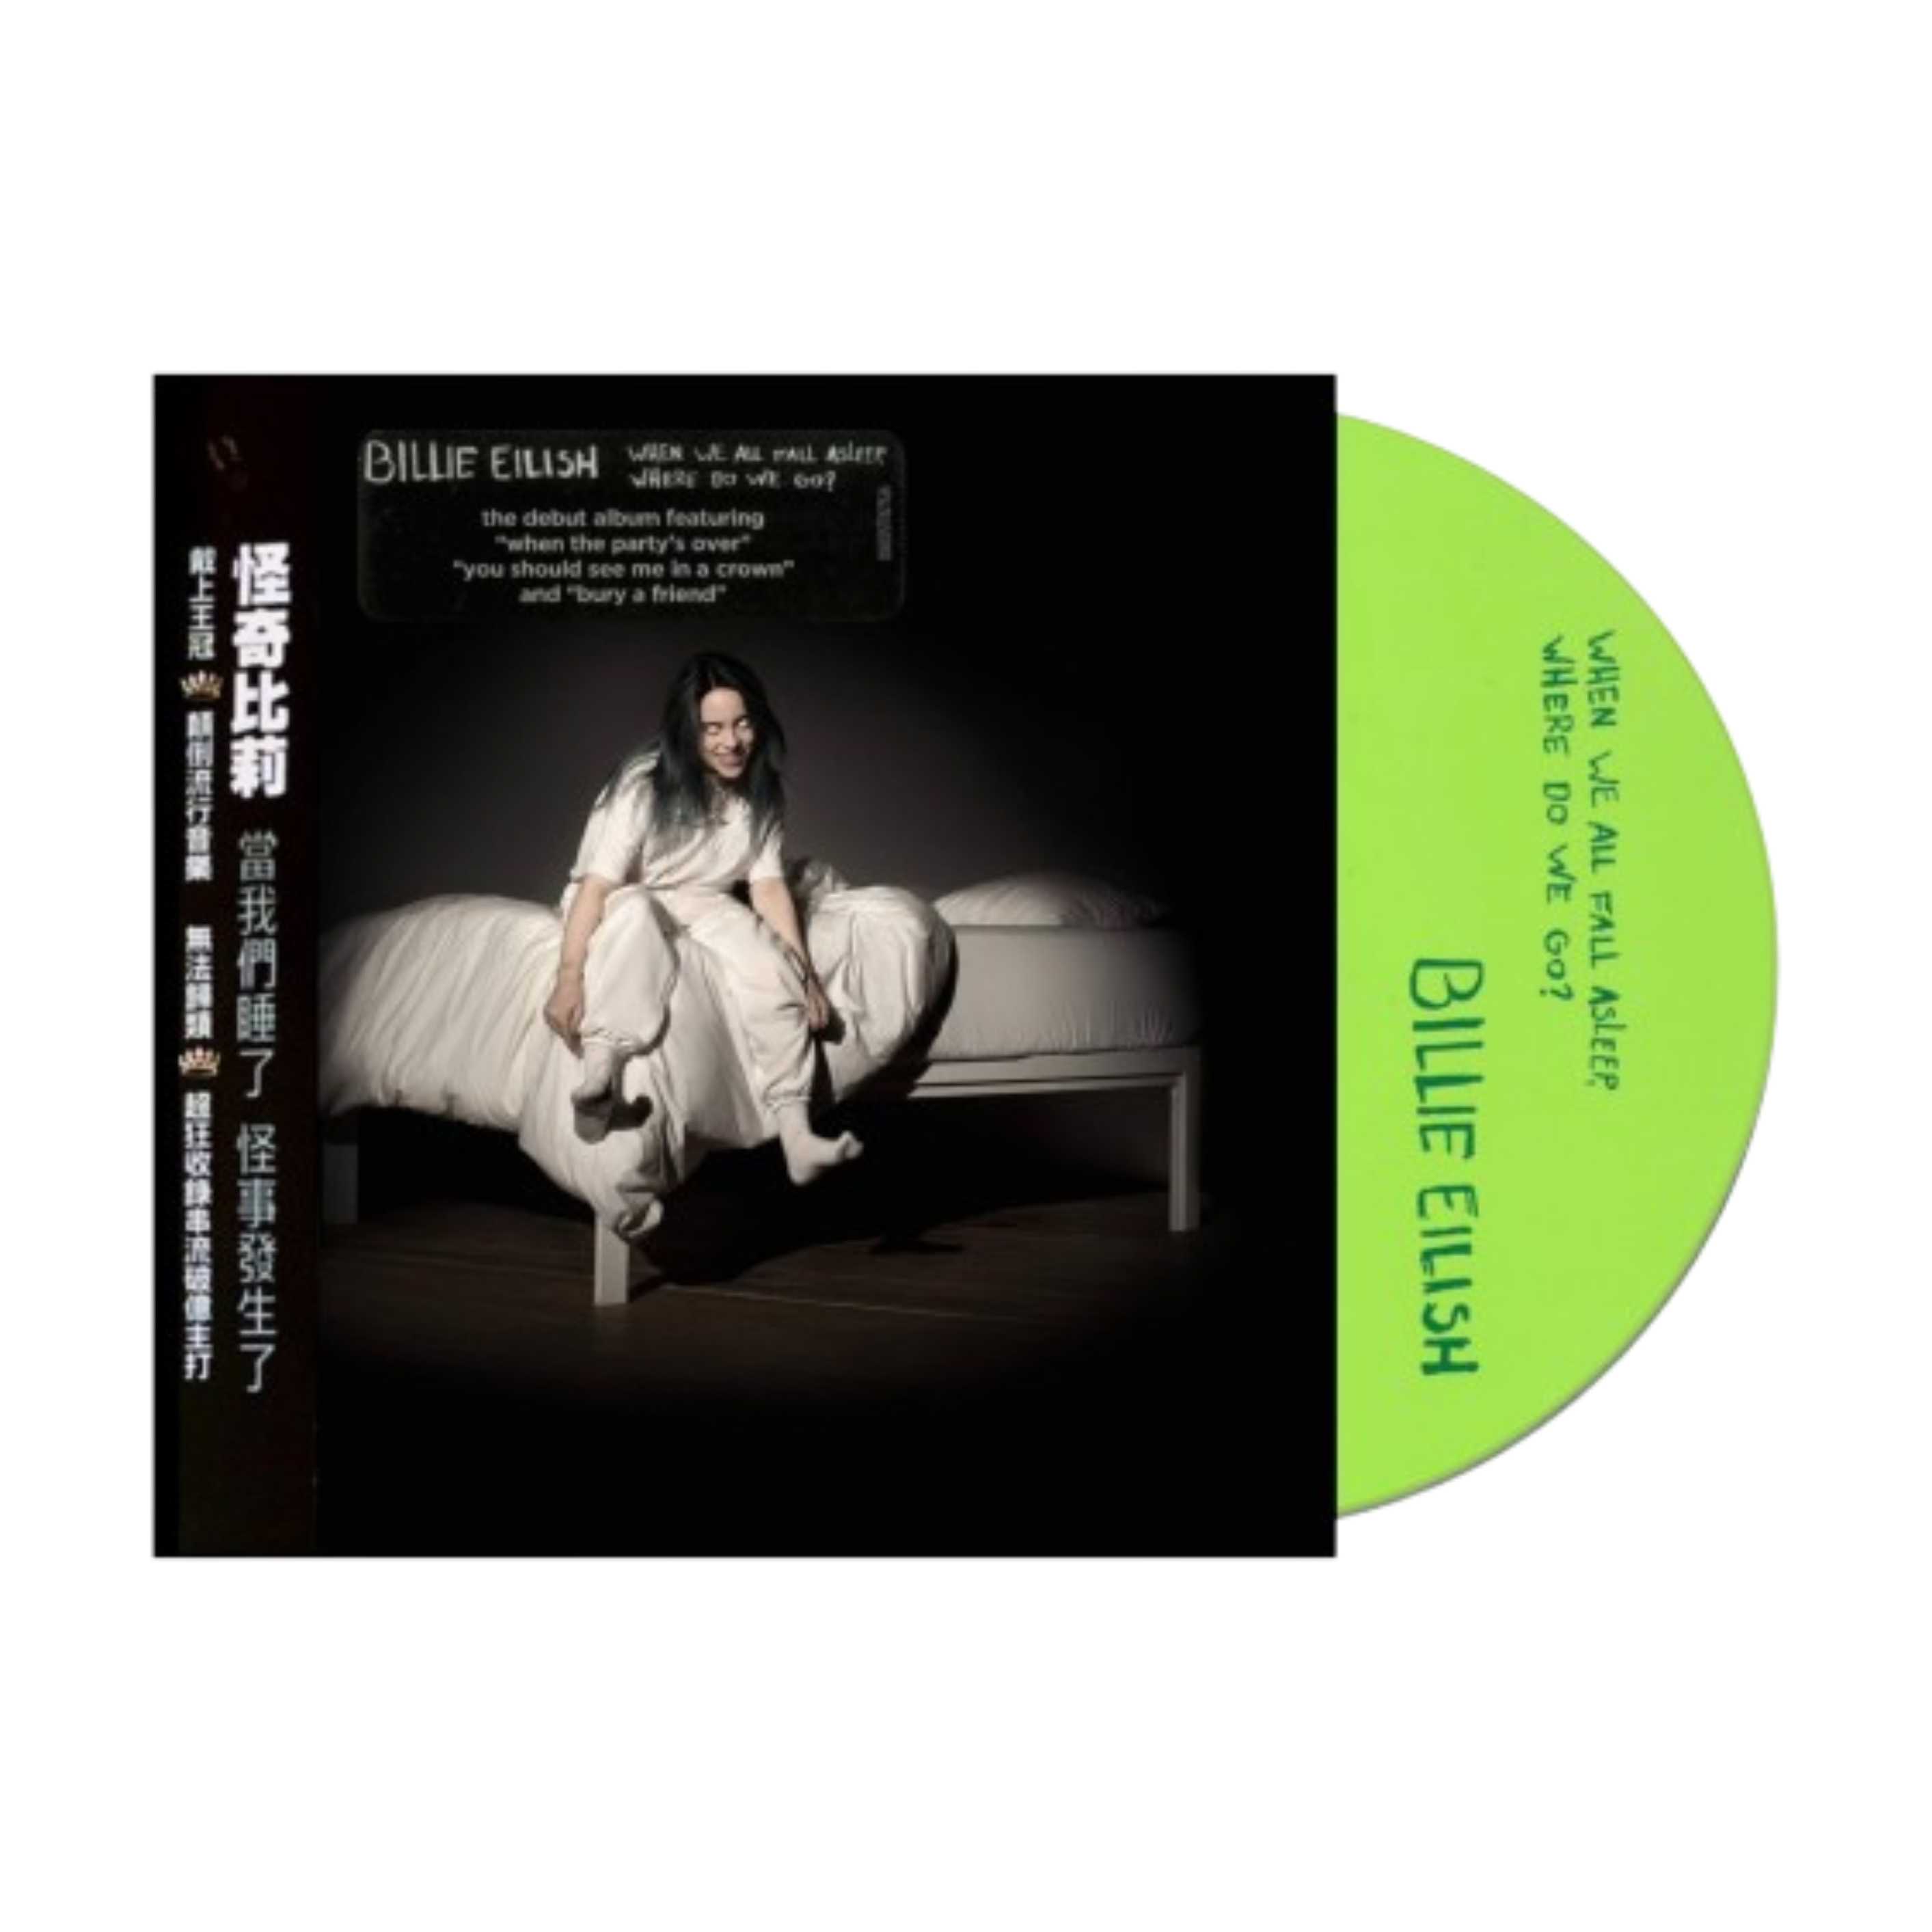 BILLIE EILISH
WHEN WE ALL FALL ASLEEP,
WHERE DO WE GO?
the debut album featuring
"when the party's over"
"you should see me in a crown"
and "bury a friend"
怪奇比莉 當我們睡了 怪事發生了
戴上王冠 顛倒流行音樂 無法歸類 超狂收錄串流破億主打
WHEN WE ALL FALL ASLEEP,
WHERE DO WE GO?
BILLIE EILISH